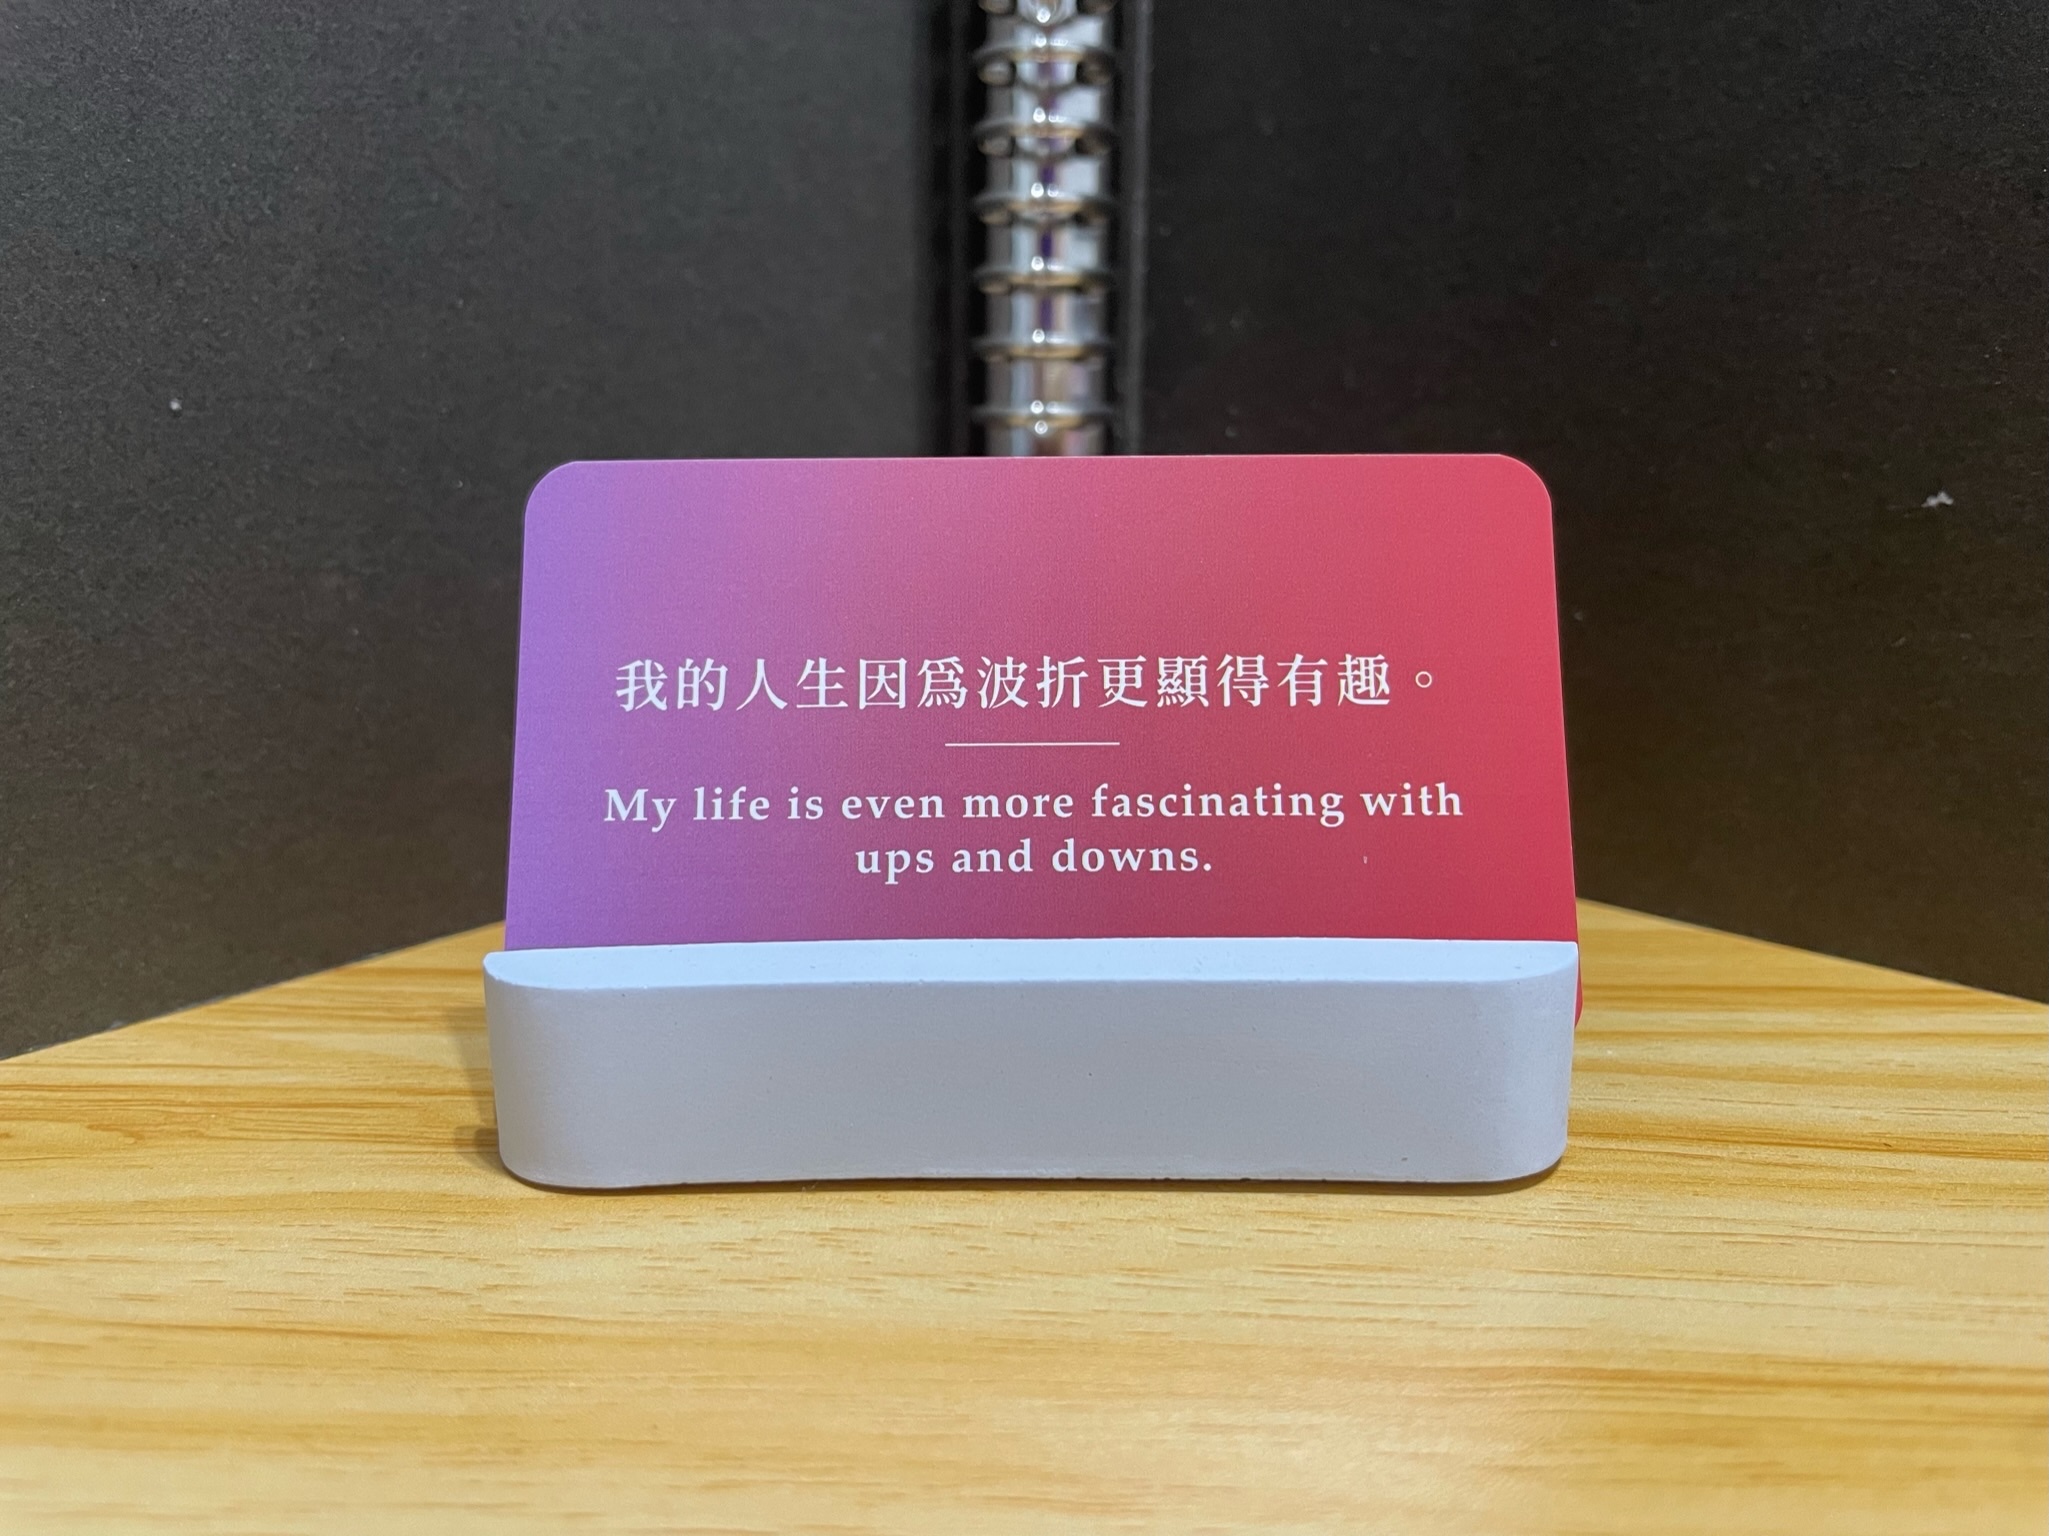 我的人生因爲波折更顯得有趣。
My life is even more fascinating with
ups and downs.